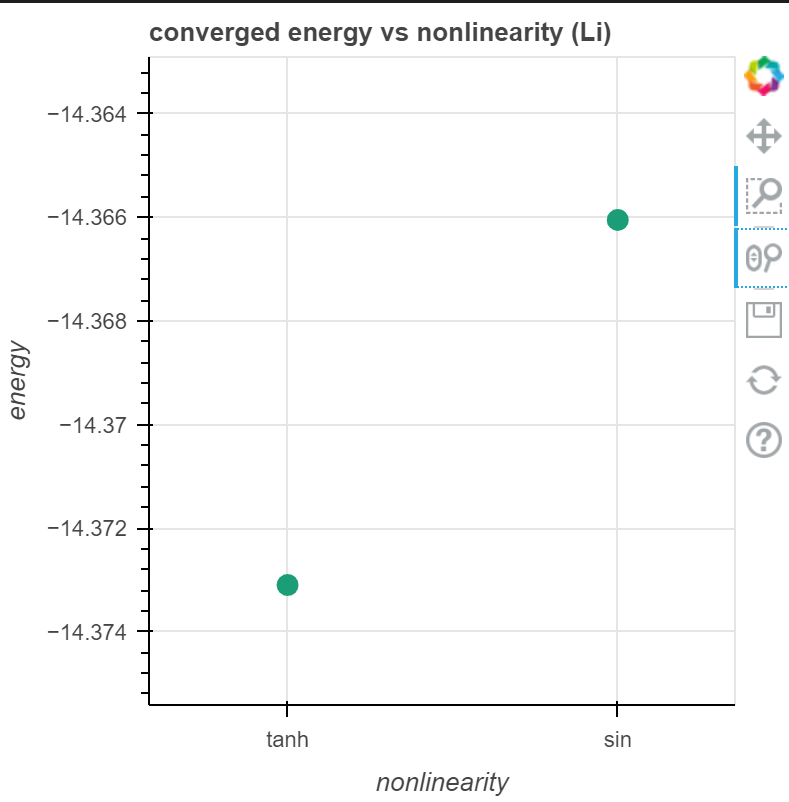 converged energy vs nonlinearity (Li)
−14.364
−14.366
−14.368
−14.37
−14.372
−14.374
energy
tanh
sin
nonlinearity